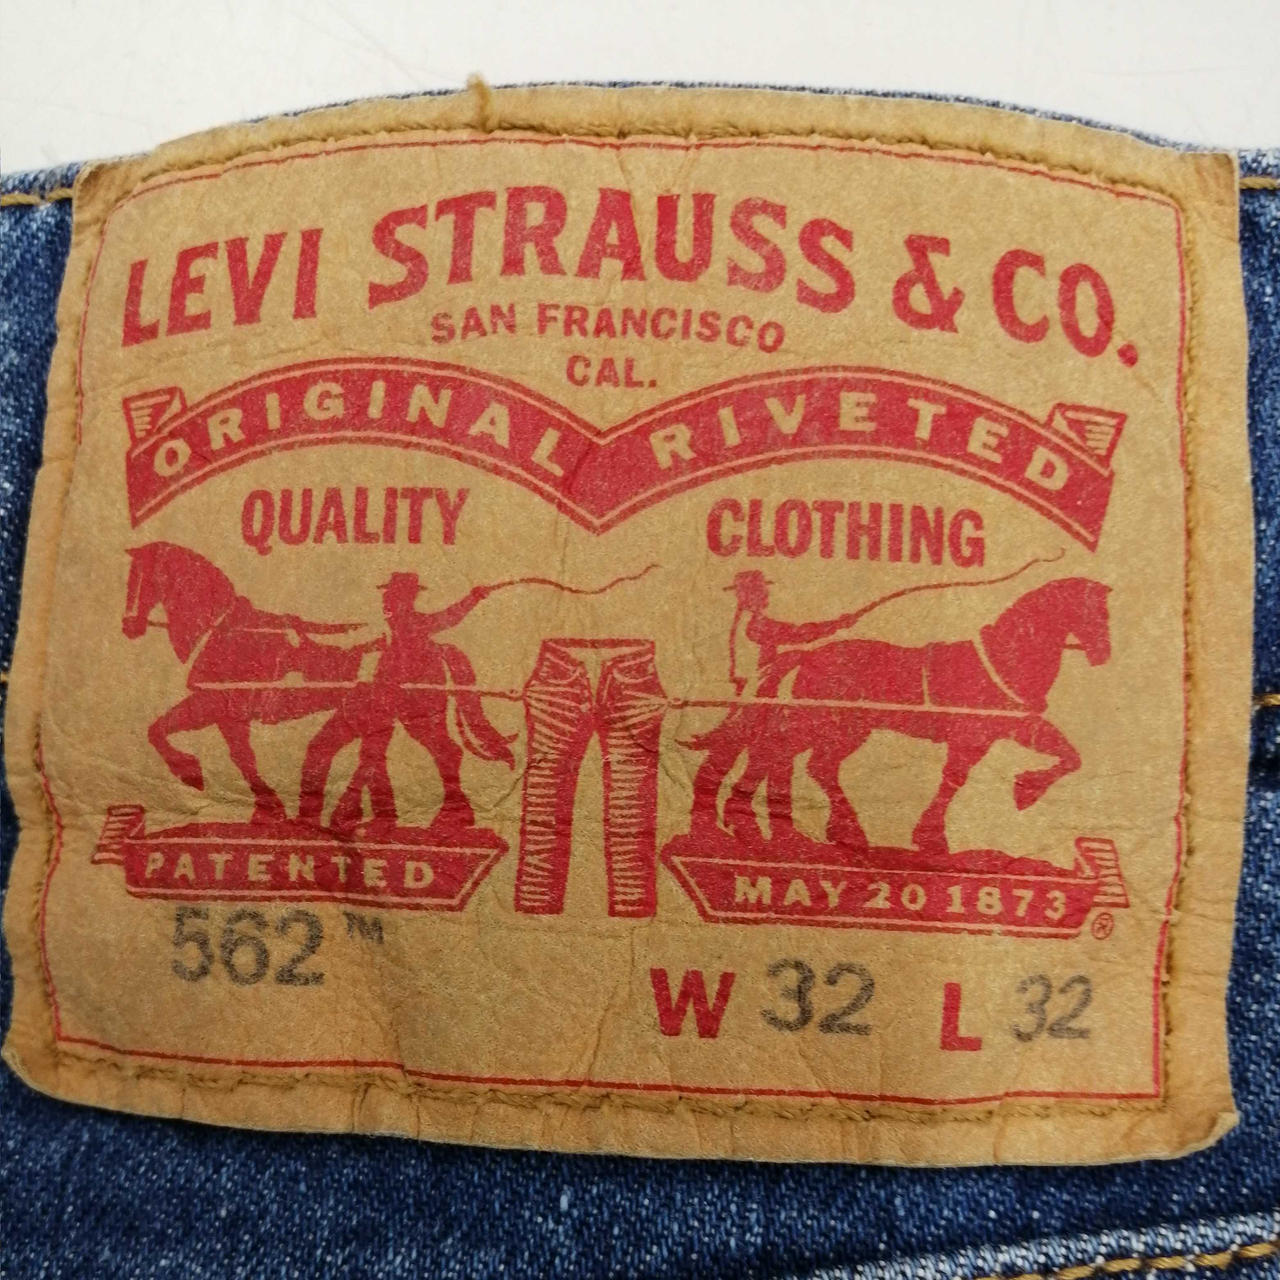 LEVI STRAUSS & CO.
SAN FRANCISCO
CAL.
ORIGINAL RIVETED
QUALITY CLOTHING
PATENTED MAY 20 1873 ®
562™
W 32 L 32